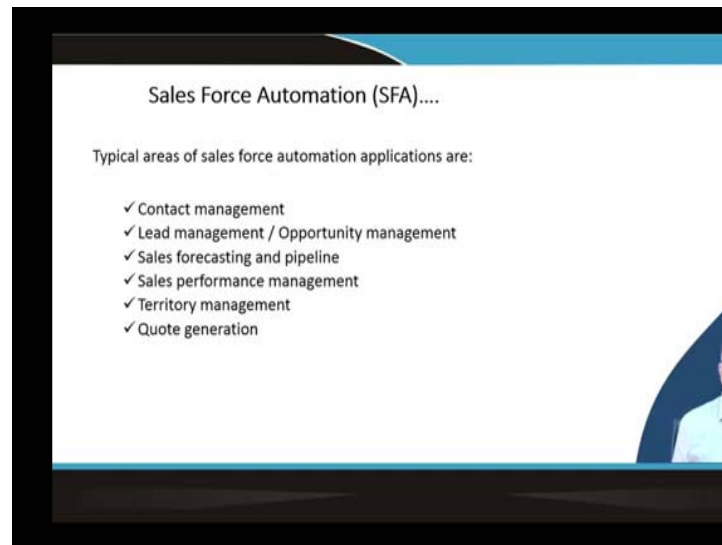 Sales Force Automation (SFA)....
Typical areas of sales force automation applications are:
✓ Contact management
✓ Lead management / Opportunity management
✓ Sales forecasting and pipeline
✓ Sales performance management
✓ Territory management
✓ Quote generation